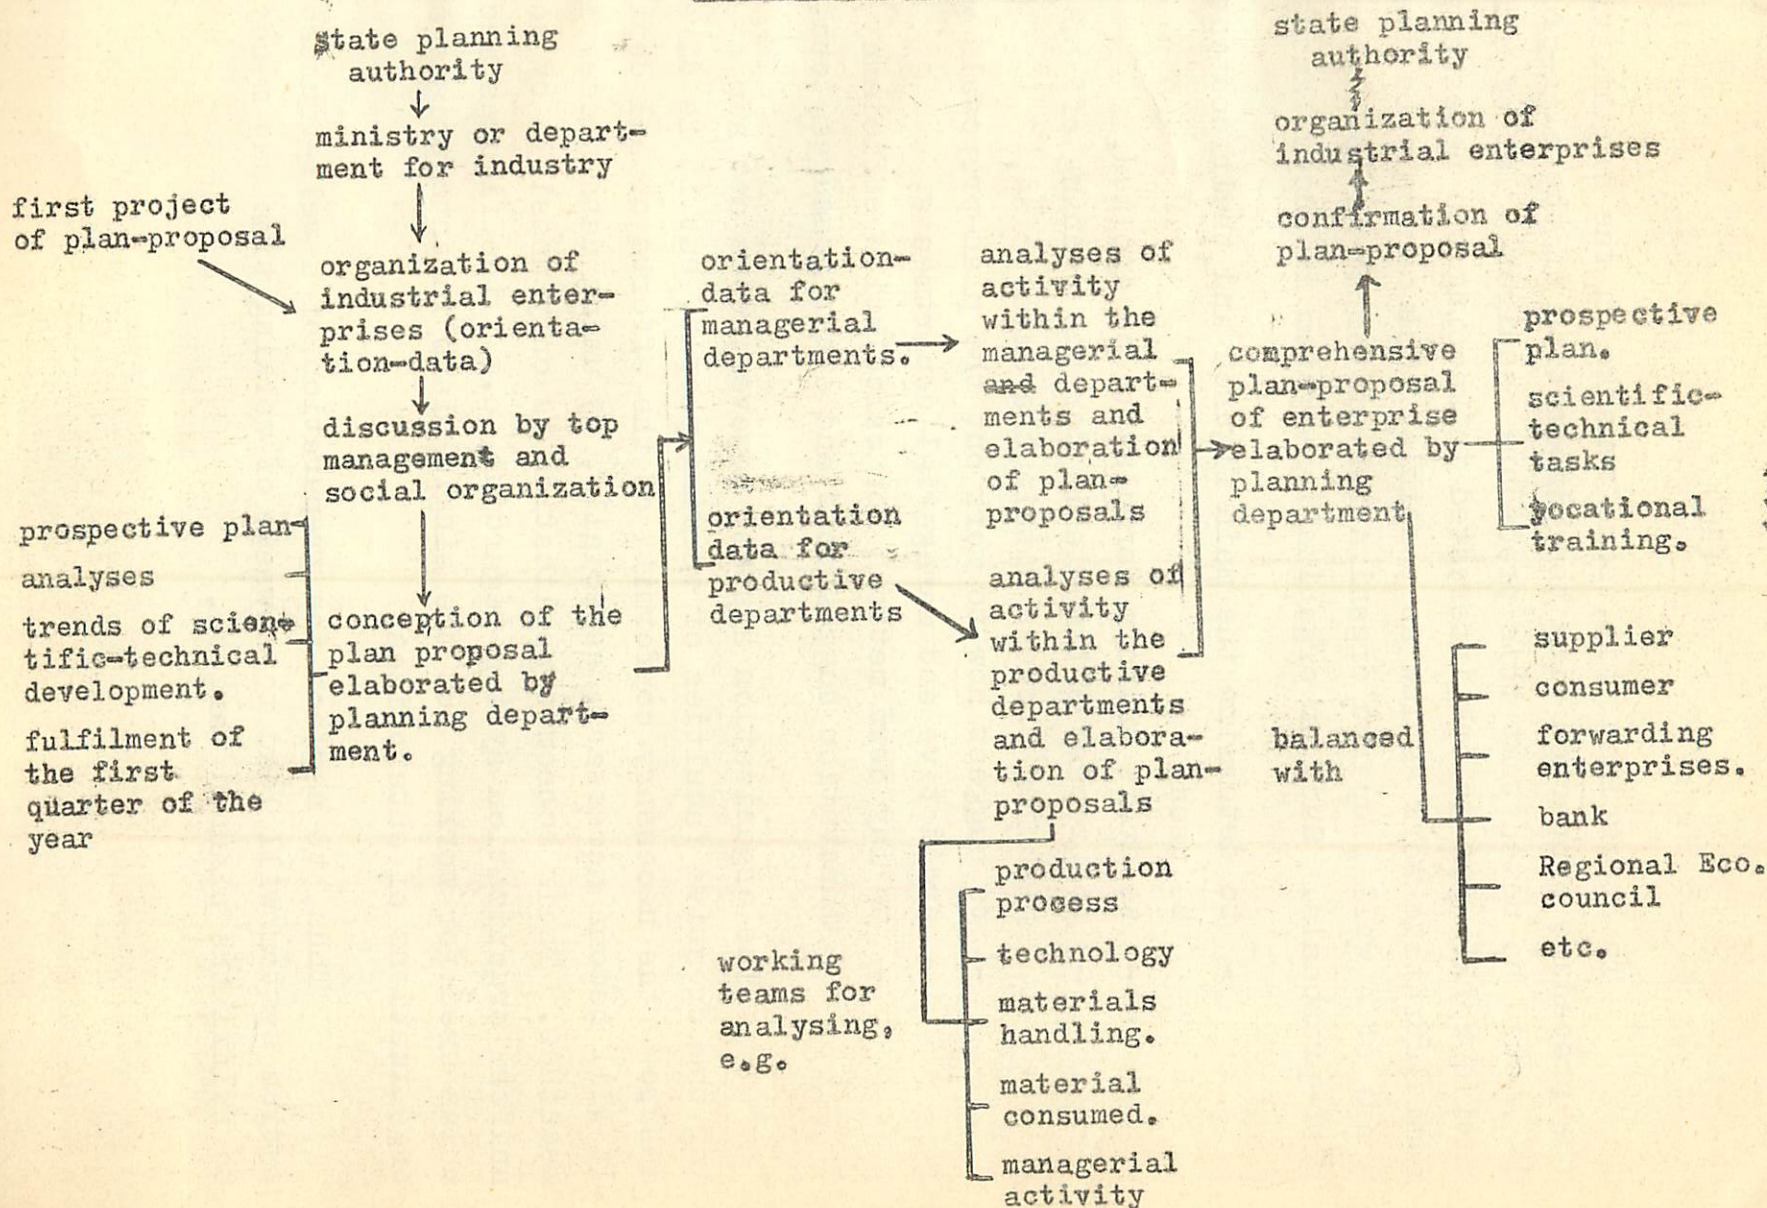 state planning
authority
ministry or depart-
ment for industry
first project
of plan-proposal
organization of
industrial enter-
prises (orienta-
tion-data)
discussion by top
management and
social organization
prospective plan
analyses
trends of scien-
tific-technical
development.
fulfilment of
the first
quarter of the
year
conception of the
plan proposal
elaborated by
planning depart-
ment.
orientation-
data for
managerial
departments.
orientation
data for
productive
departments
analyses of
activity
within the
managerial
and depart-
ments and
elaboration
of plan-
proposals
analyses of
activity
within the
productive
departments
and elabora-
tion of plan-
proposals
working
teams for
analysing,
e.g.
production
process
technology
materials
handling.
material
consumed.
managerial
activity
state planning
authority
organization of
industrial enterprises
confirmation of
plan-proposal
comprehensive
plan-proposal
of enterprise
elaborated by
planning
department
prospective
plan.
scientific-
technical
tasks
vocational
training.
balanced
with
supplier
consumer
forwarding
enterprises.
bank
Regional Eco.
council
etc.